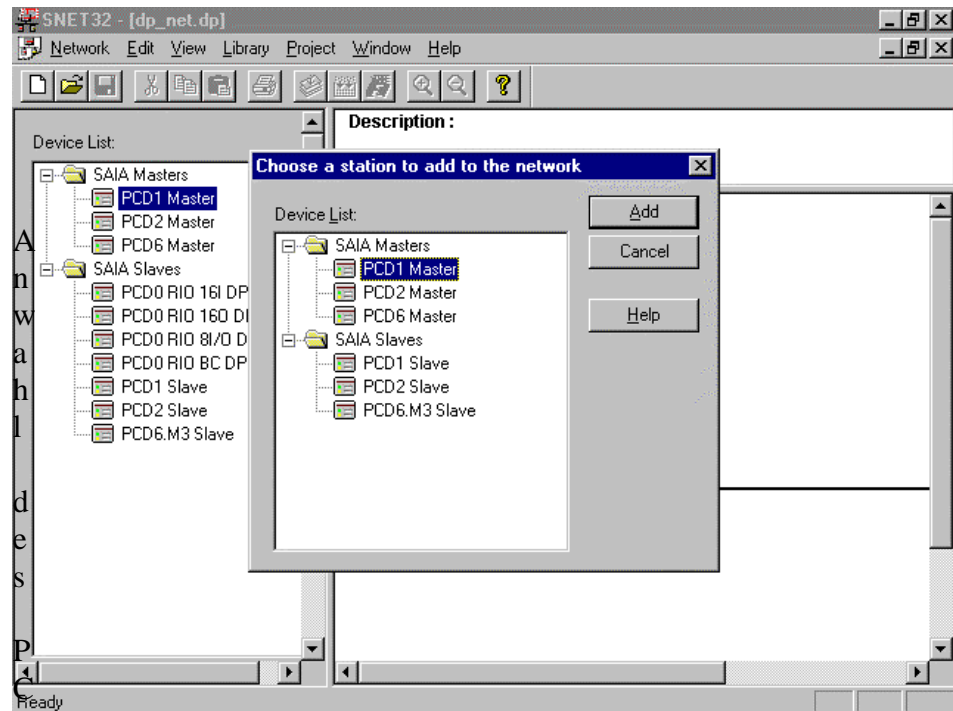 SNET32 - [dp_net.dp]
Network Edit View Library Project Window Help
Device List:
SAIA Masters
PCD1 Master
PCD2 Master
PCD6 Master
SAIA Slaves
PCD0 RIO 16I DP
PCD0 RIO 16O D
PCD0 RIO 8I/O D
PCD0 RIO BC DP
PCD1 Slave
PCD2 Slave
PCD6.M3 Slave
Description :
Choose a station to add to the network
Device List:
SAIA Masters
PCD1 Master
PCD2 Master
PCD6 Master
SAIA Slaves
PCD1 Slave
PCD2 Slave
PCD6.M3 Slave
Add
Cancel
Help
A
n
w
a
h
l
d
e
s
P
C
Ready